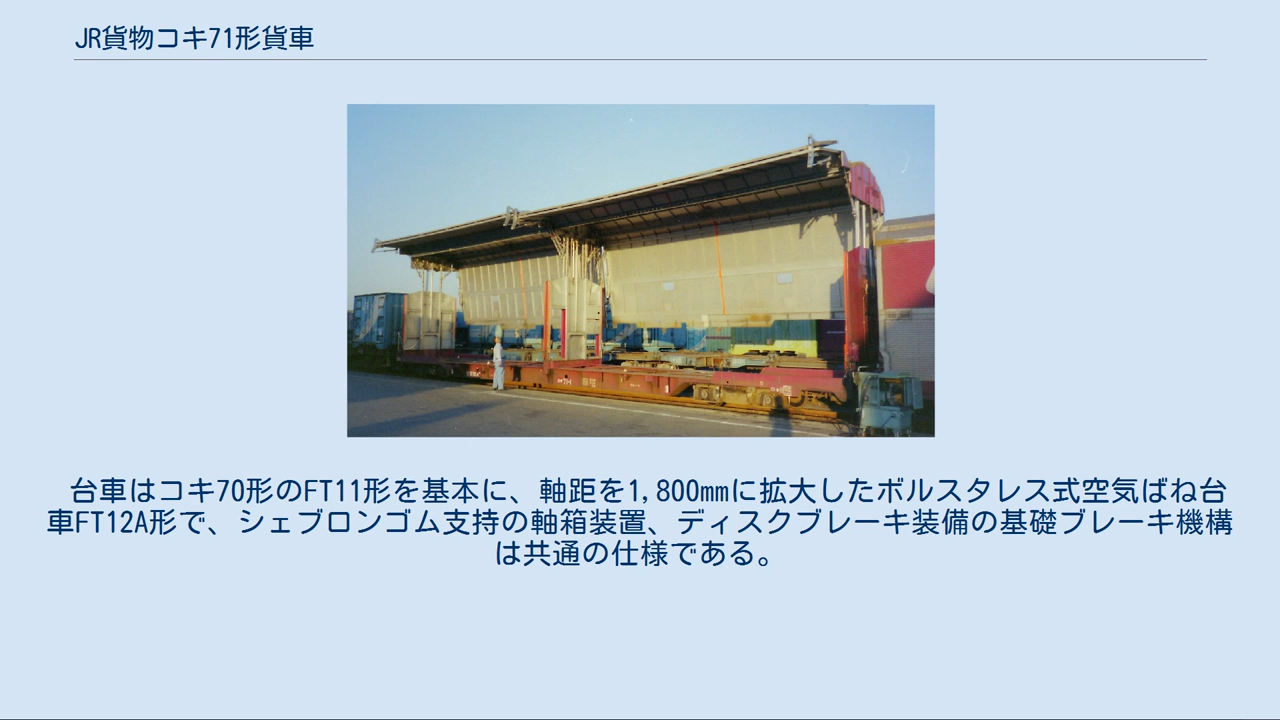 JR貨物コキ71形貨車
台車はコキ70形のFT11形を基本に、軸距を1,800mmに拡大したボルスタレス式空気ばね台
車FT12A形で、シェブロンゴム支持の軸箱装置、ディスクブレーキ装備の基礎ブレーキ機構
は共通の仕様である。